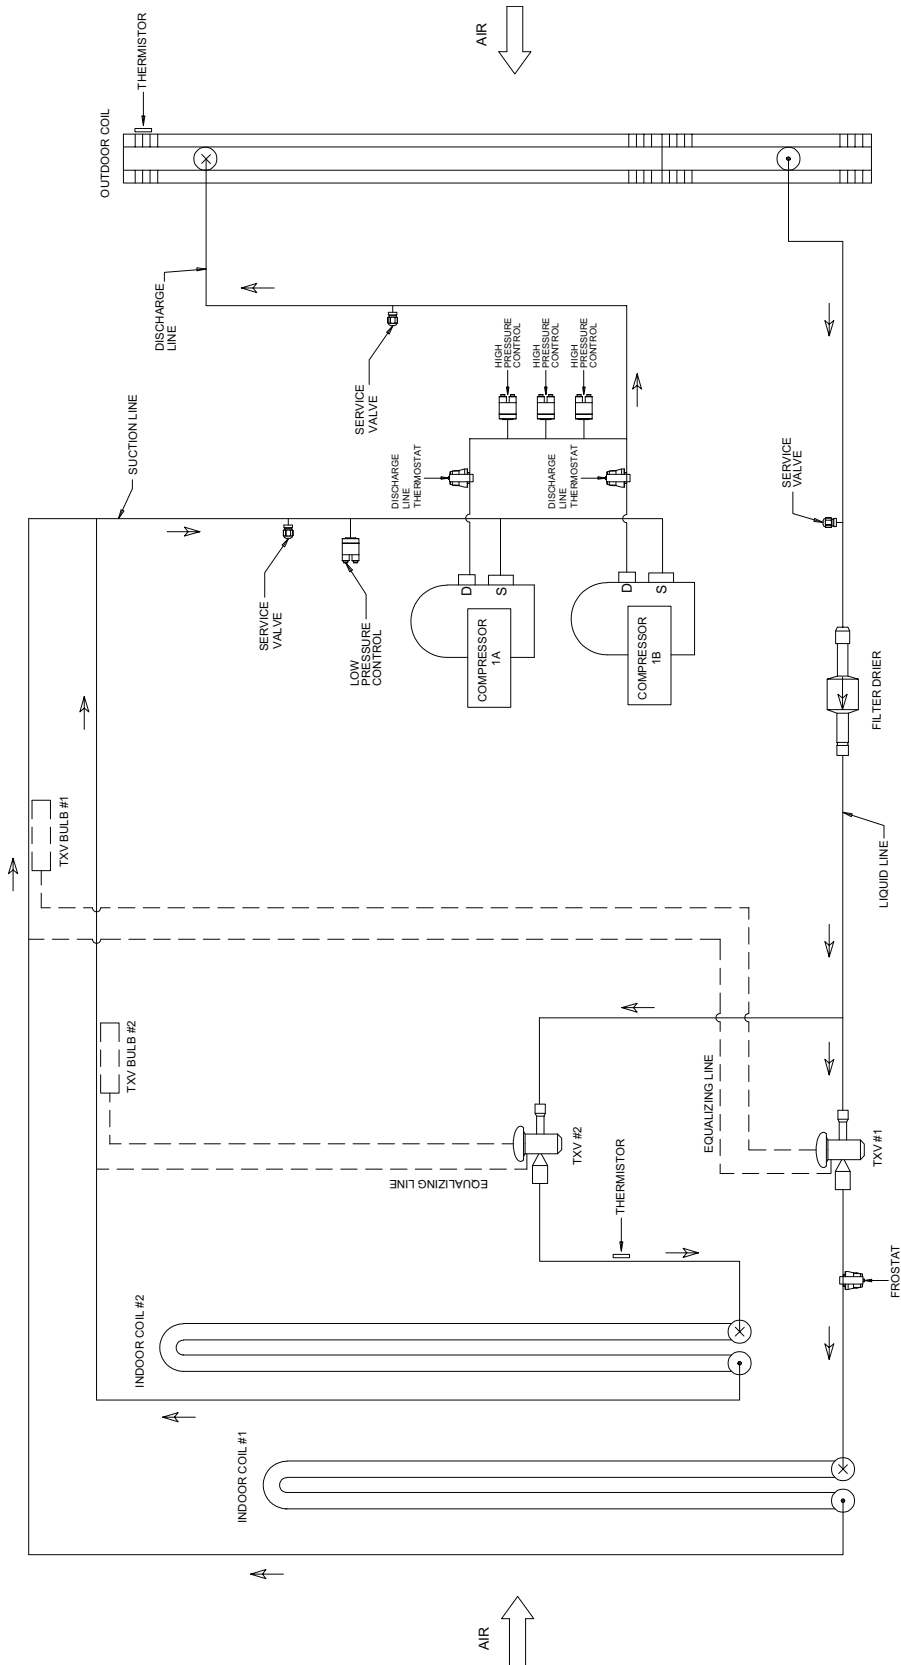 AIR
THERMISTOR
OUTDOOR COIL
DISCHARGE
LINE
SUCTION LINE
SERVICE
VALVE
HIGH
PRESSURE
CONTROL
HIGH
PRESSURE
CONTROL
HIGH
PRESSURE
CONTROL
DISCHARGE
LINE
THERMOSTAT
DISCHARGE
LINE
THERMOSTAT
SERVICE
VALVE
SERVICE
VALVE
LOW
PRESSURE
CONTROL
D
S
COMPRESSOR
1A
D
S
COMPRESSOR
1B
FILTER DRIER
LIQUID LINE
TXV BULB #1
TXV BULB #2
EQUALIZING LINE
TXV #2
EQUALIZING LINE
TXV #1
THERMISTOR
FROSTAT
INDOOR COIL #2
INDOOR COIL #1
AIR